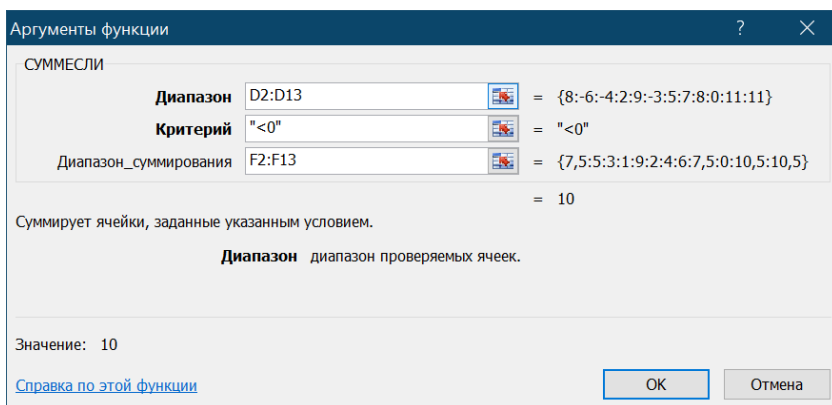 Аргументы функции ? ×
СУММЕСЛИ
Диапазон D2:D13 = {8:-6:-4:2:9:-3:5:7:8:0:11:11}
Критерий "<0" = "<0"
Диапазон_суммирования F2:F13 = {7,5:5:3:1:9:2:4:6:7,5:0:10,5:10,5}
= 10
Суммирует ячейки, заданные указанным условием.
Диапазон диапазон проверяемых ячеек.
Значение: 10
Справка по этой функции ОК Отмена